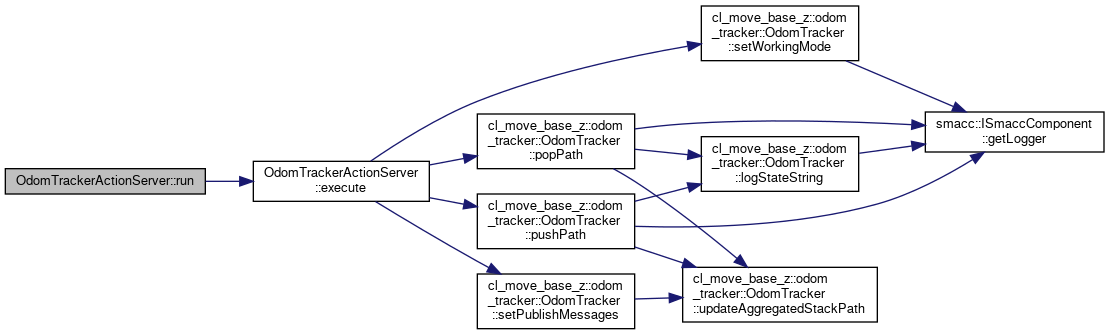 OdomTrackerActionServer::run
OdomTrackerActionServer
::execute
cl_move_base_z::odom
_tracker::OdomTracker
::setWorkingMode
cl_move_base_z::odom
_tracker::OdomTracker
::popPath
cl_move_base_z::odom
_tracker::OdomTracker
::pushPath
cl_move_base_z::odom
_tracker::OdomTracker
::setPublishMessages
cl_move_base_z::odom
_tracker::OdomTracker
::logStateString
cl_move_base_z::odom
_tracker::OdomTracker
::updateAggregatedStackPath
smacc::ISmaccComponent
::getLogger